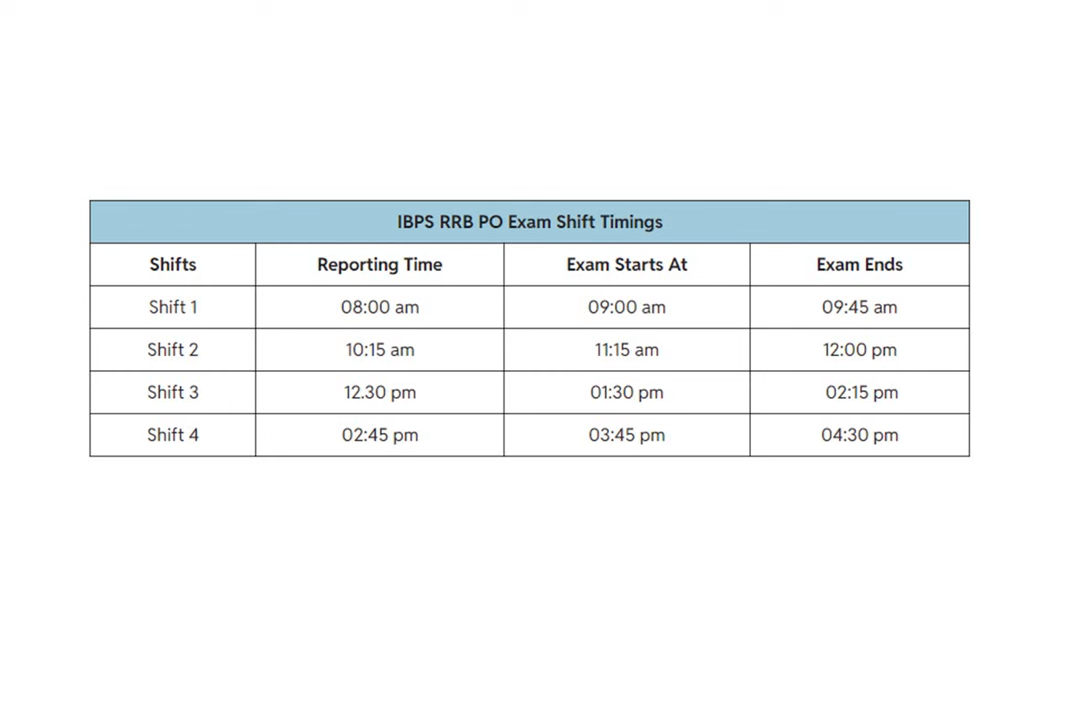 IBPS RRB PO Exam Shift Timings
Shifts Reporting Time Exam Starts At Exam Ends
Shift 1 08:00 am 09:00 am 09:45 am
Shift 2 10:15 am 11:15 am 12:00 pm
Shift 3 12.30 pm 01:30 pm 02:15 pm
Shift 4 02:45 pm 03:45 pm 04:30 pm